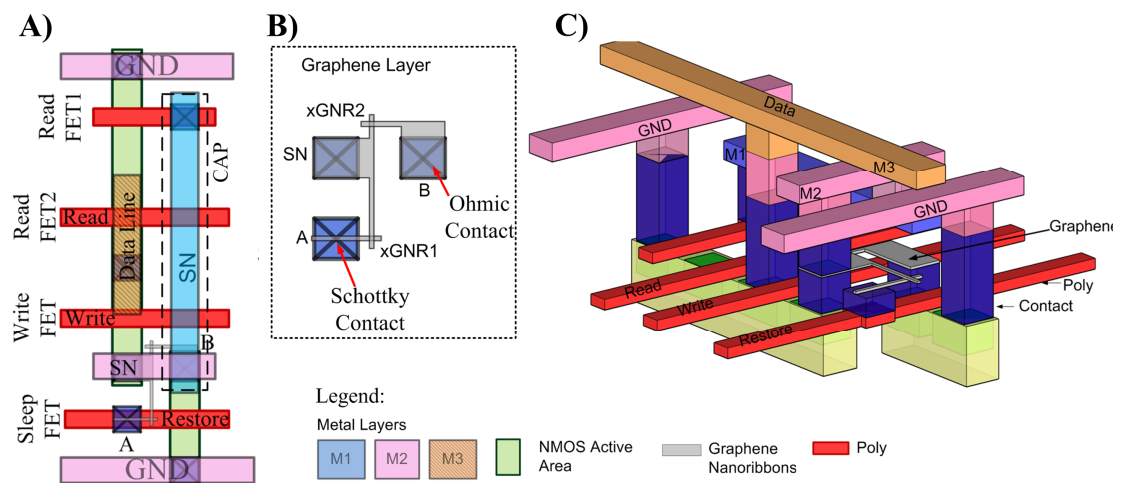 A)
GND
Read
FET1
CAP
Read
FET2
Read
Data Line
SN
Write
FET
Write
B
SN
Sleep
FET
Restore
A
GND
B)
Graphene Layer
xGNR2
SN
B
Ohmic
Contact
A
xGNR1
Schottky
Contact
C)
Data
GND
M1
M3
M2
GND
Graphene
Read
Write
Restore
Poly
Contact
Legend:
Metal Layers
M1
M2
M3
NMOS Active
Area
Graphene
Nanoribbons
Poly